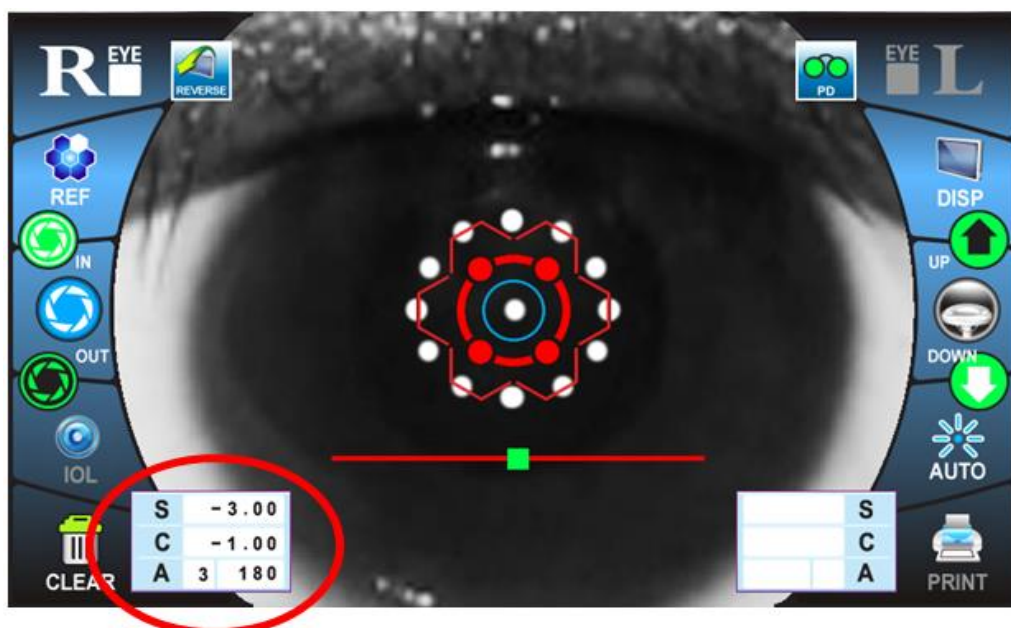 R EYE
REVERSE
PD
EYE L
REF
DISP
IN
UP
OUT
DOWN
IOL
AUTO
S -3.00
C -1.00
A 3 180
S
C
A
CLEAR
PRINT